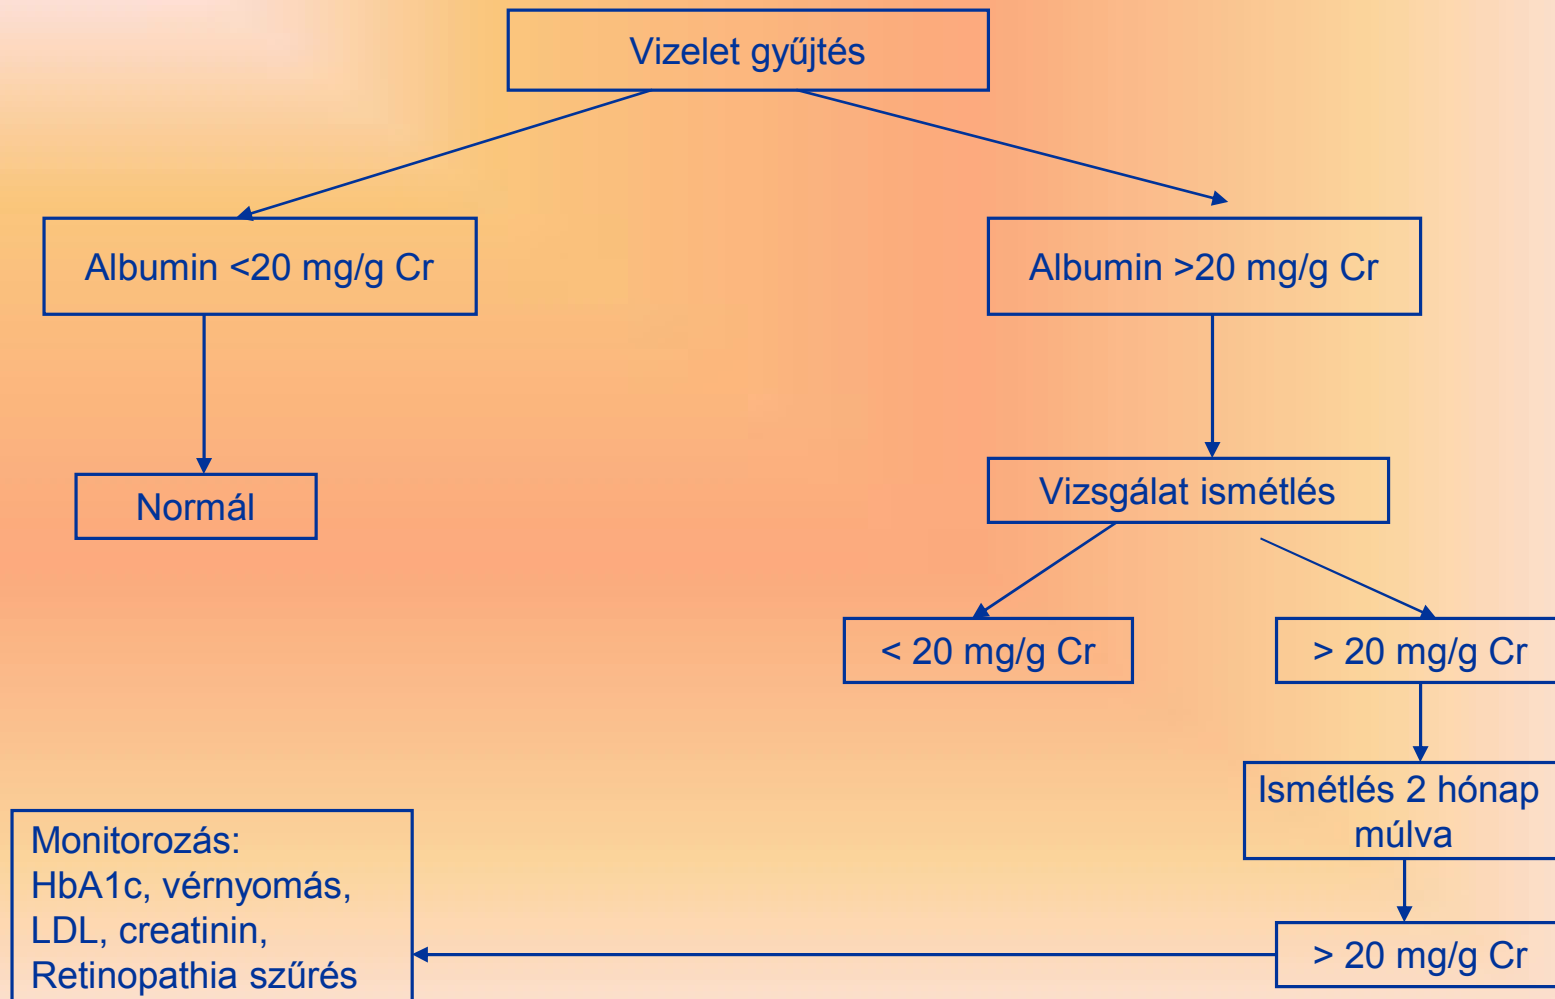 Vizelet gyűjtés
Albumin <20 mg/g Cr
Albumin >20 mg/g Cr
Normál
Vizsgálat ismétlés
< 20 mg/g Cr
> 20 mg/g Cr
Ismétlés 2 hónap
múlva
Monitorozás:
HbA1c, vérnyomás,
LDL, creatinin,
Retinopathia szűrés
> 20 mg/g Cr